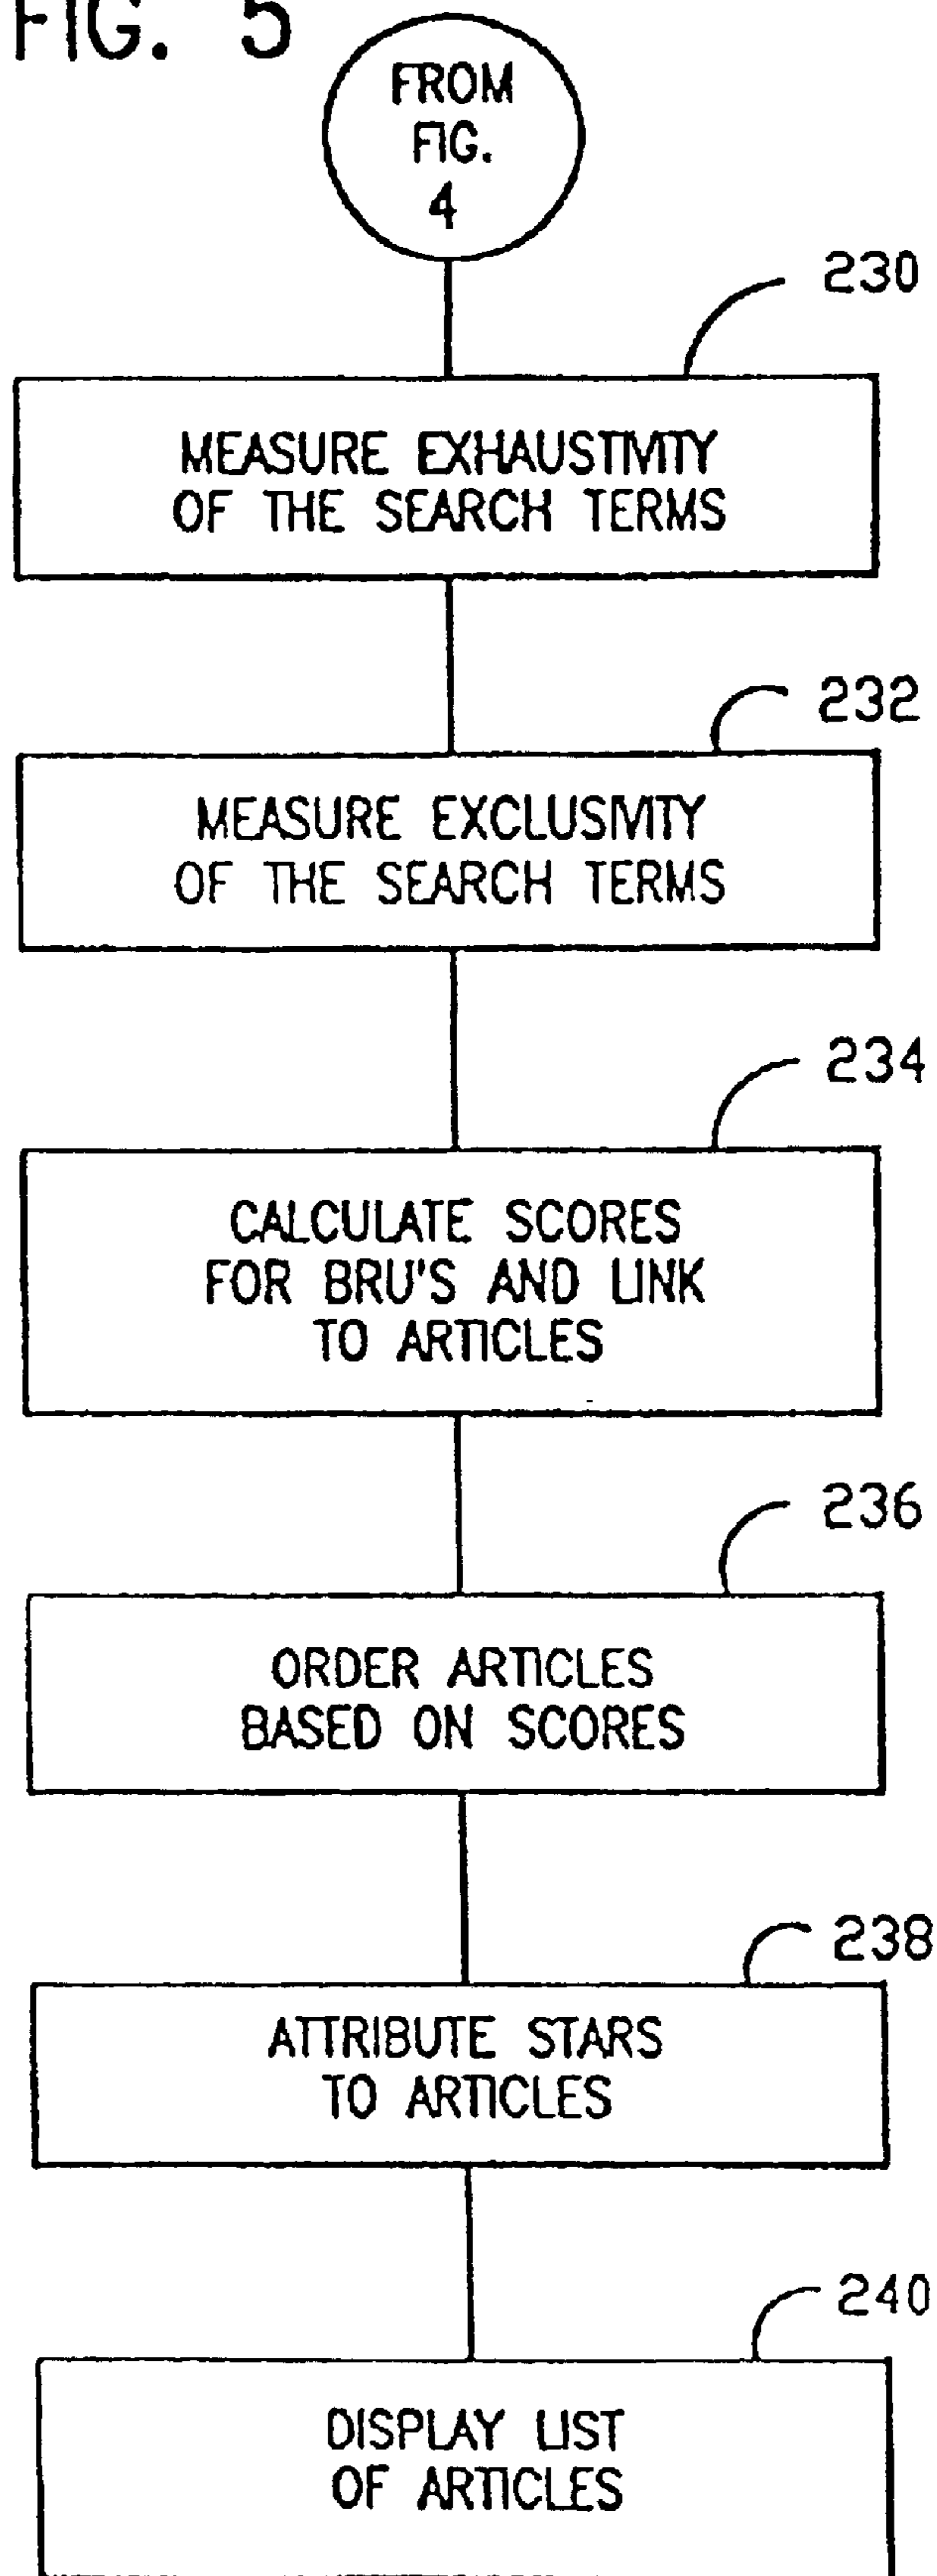 FIG. 5
FROM
FIG.
4
230
MEASURE EXHAUSTIVITY
OF THE SEARCH TERMS
232
MEASURE EXCLUSIVITY
OF THE SEARCH TERMS
234
CALCULATE SCORES
FOR BRU'S AND LINK
TO ARTICLES
236
ORDER ARTICLES
BASED ON SCORES
238
ATTRIBUTE STARS
TO ARTICLES
240
DISPLAY LIST
OF ARTICLES